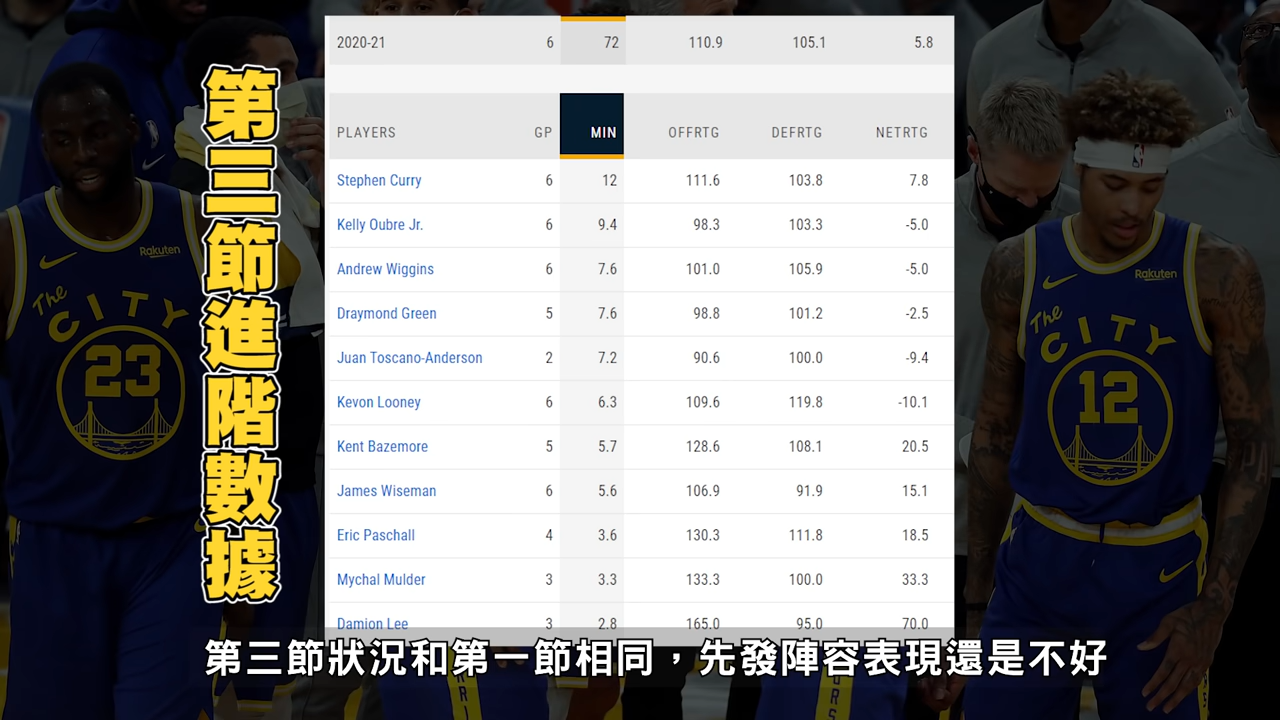 2020-21 6 72 110.9 105.1 5.8
PLAYERS GP MIN OFFRTG DEFRTG NETRTG
Stephen Curry 6 12 111.6 103.8 7.8
Kelly Oubre Jr. 6 9.4 98.3 103.3 -5.0
Andrew Wiggins 6 7.6 101.0 105.9 -5.0
Draymond Green 5 7.6 98.8 101.2 -2.5
Juan Toscano-Anderson 2 7.2 90.6 100.0 -9.4
Kevon Looney 6 6.3 109.6 119.8 -10.1
Kent Bazemore 5 5.7 128.6 108.1 20.5
James Wiseman 6 5.6 106.9 91.9 15.1
Eric Paschall 4 3.6 130.3 111.8 18.5
Mychal Mulder 3 3.3 133.3 100.0 33.3
Damion Lee 3 2.8 165.0 95.0 70.0
第三節進階數據
Rakuten
The
CITY
23
Rakuten
The
CITY
12
第三節狀況和第一節相同，先發陣容表現還是不好